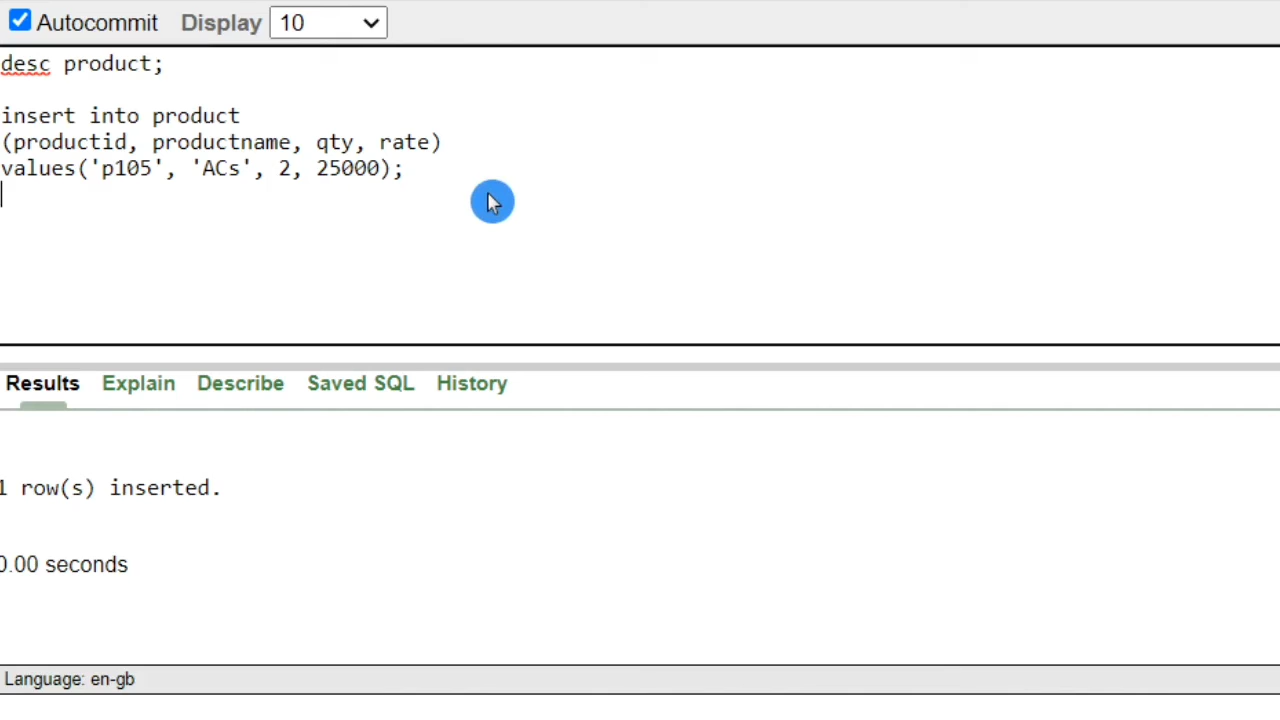 Autocommit Display 10
desc product;
insert into product
(productid, productname, qty, rate)
values('p105', 'ACs', 2, 25000);
Results Explain Describe Saved SQL History
1 row(s) inserted.
0.00 seconds
Language: en-gb